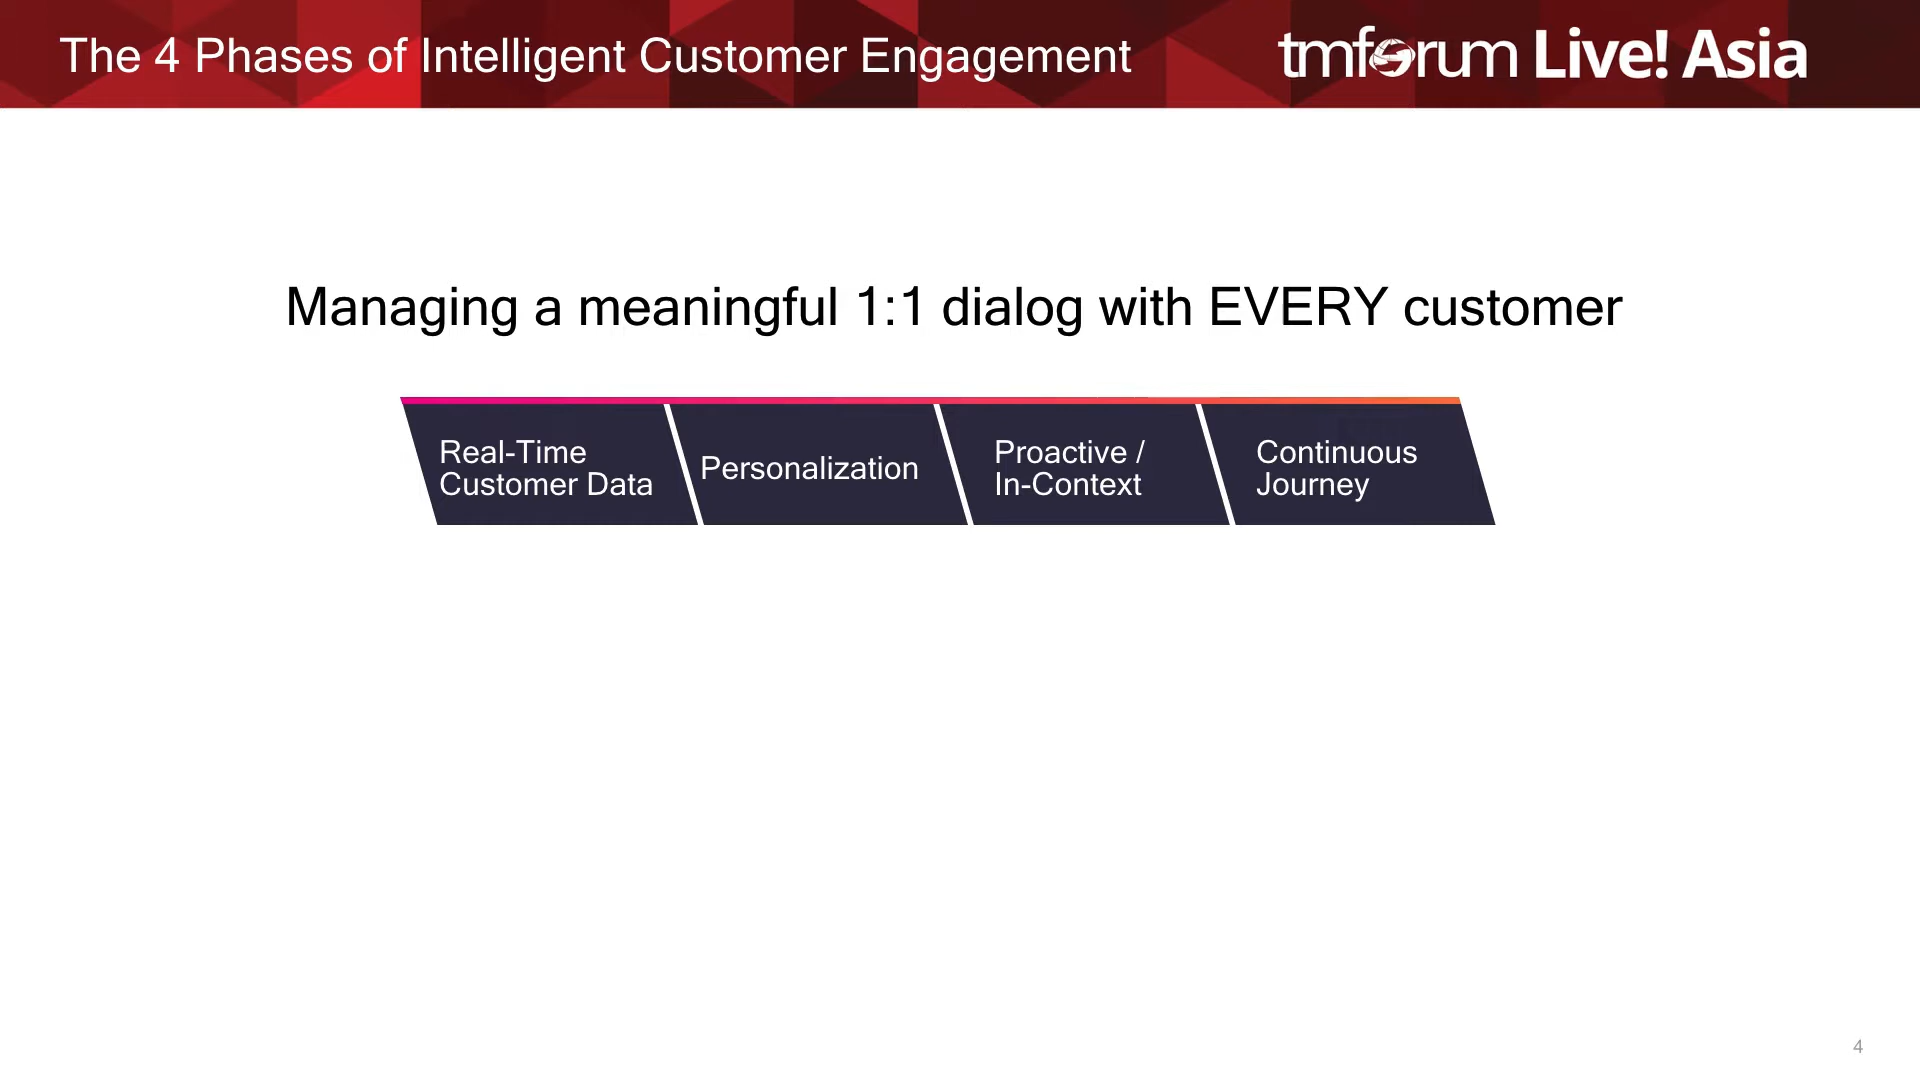 The 4 Phases of Intelligent Customer Engagement
tmforum Live! Asia
Managing a meaningful 1:1 dialog with EVERY customer
Real-Time
Customer Data
Personalization
Proactive /
In-Context
Continuous
Journey
4